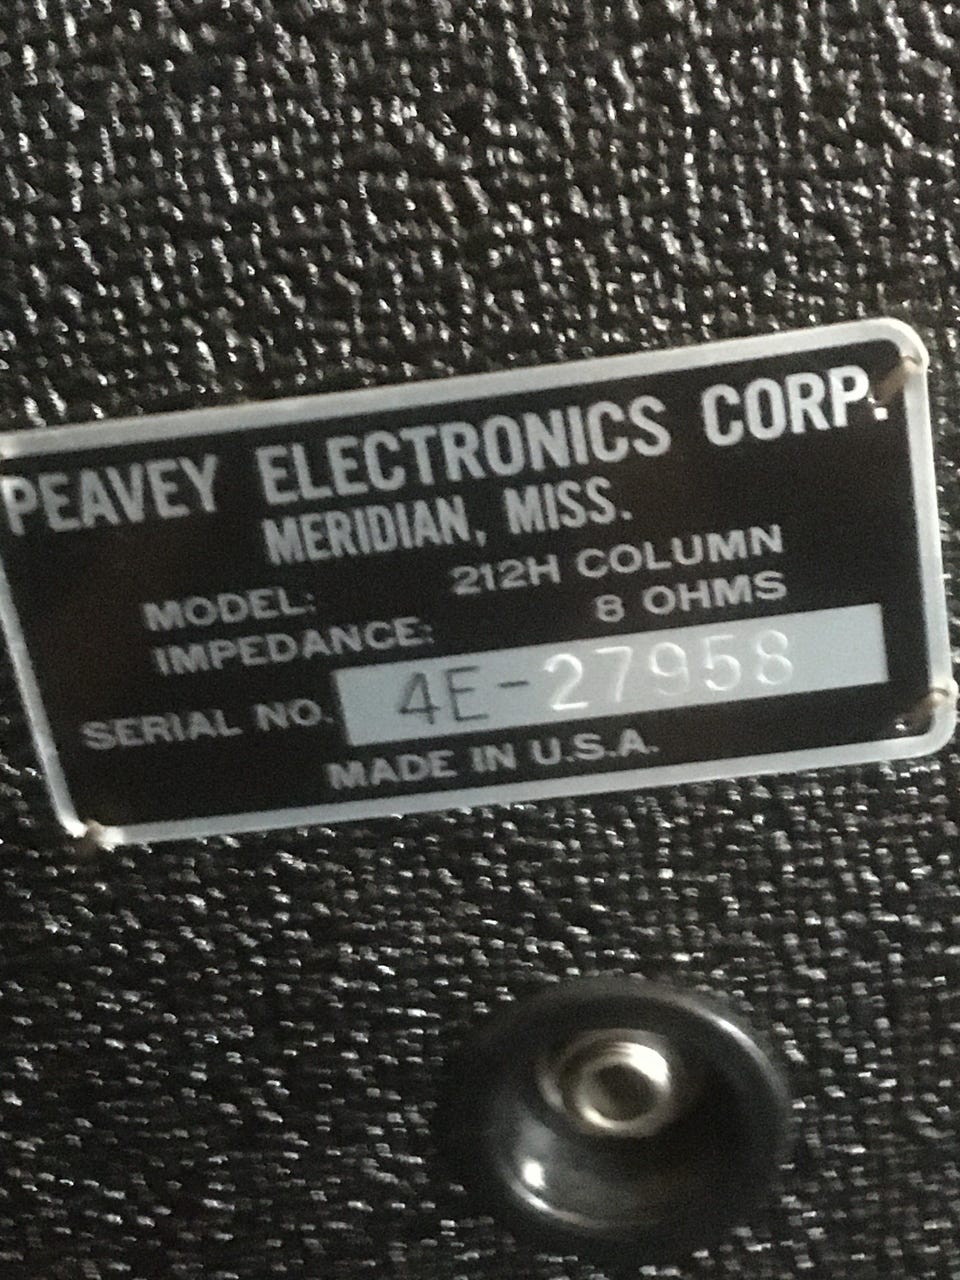 PEAVEY ELECTRONICS CORP.
MERIDIAN, MISS.
MODEL: 212H COLUMN
IMPEDANCE: 8 OHMS
SERIAL NO. 4E-27958
MADE IN U.S.A.